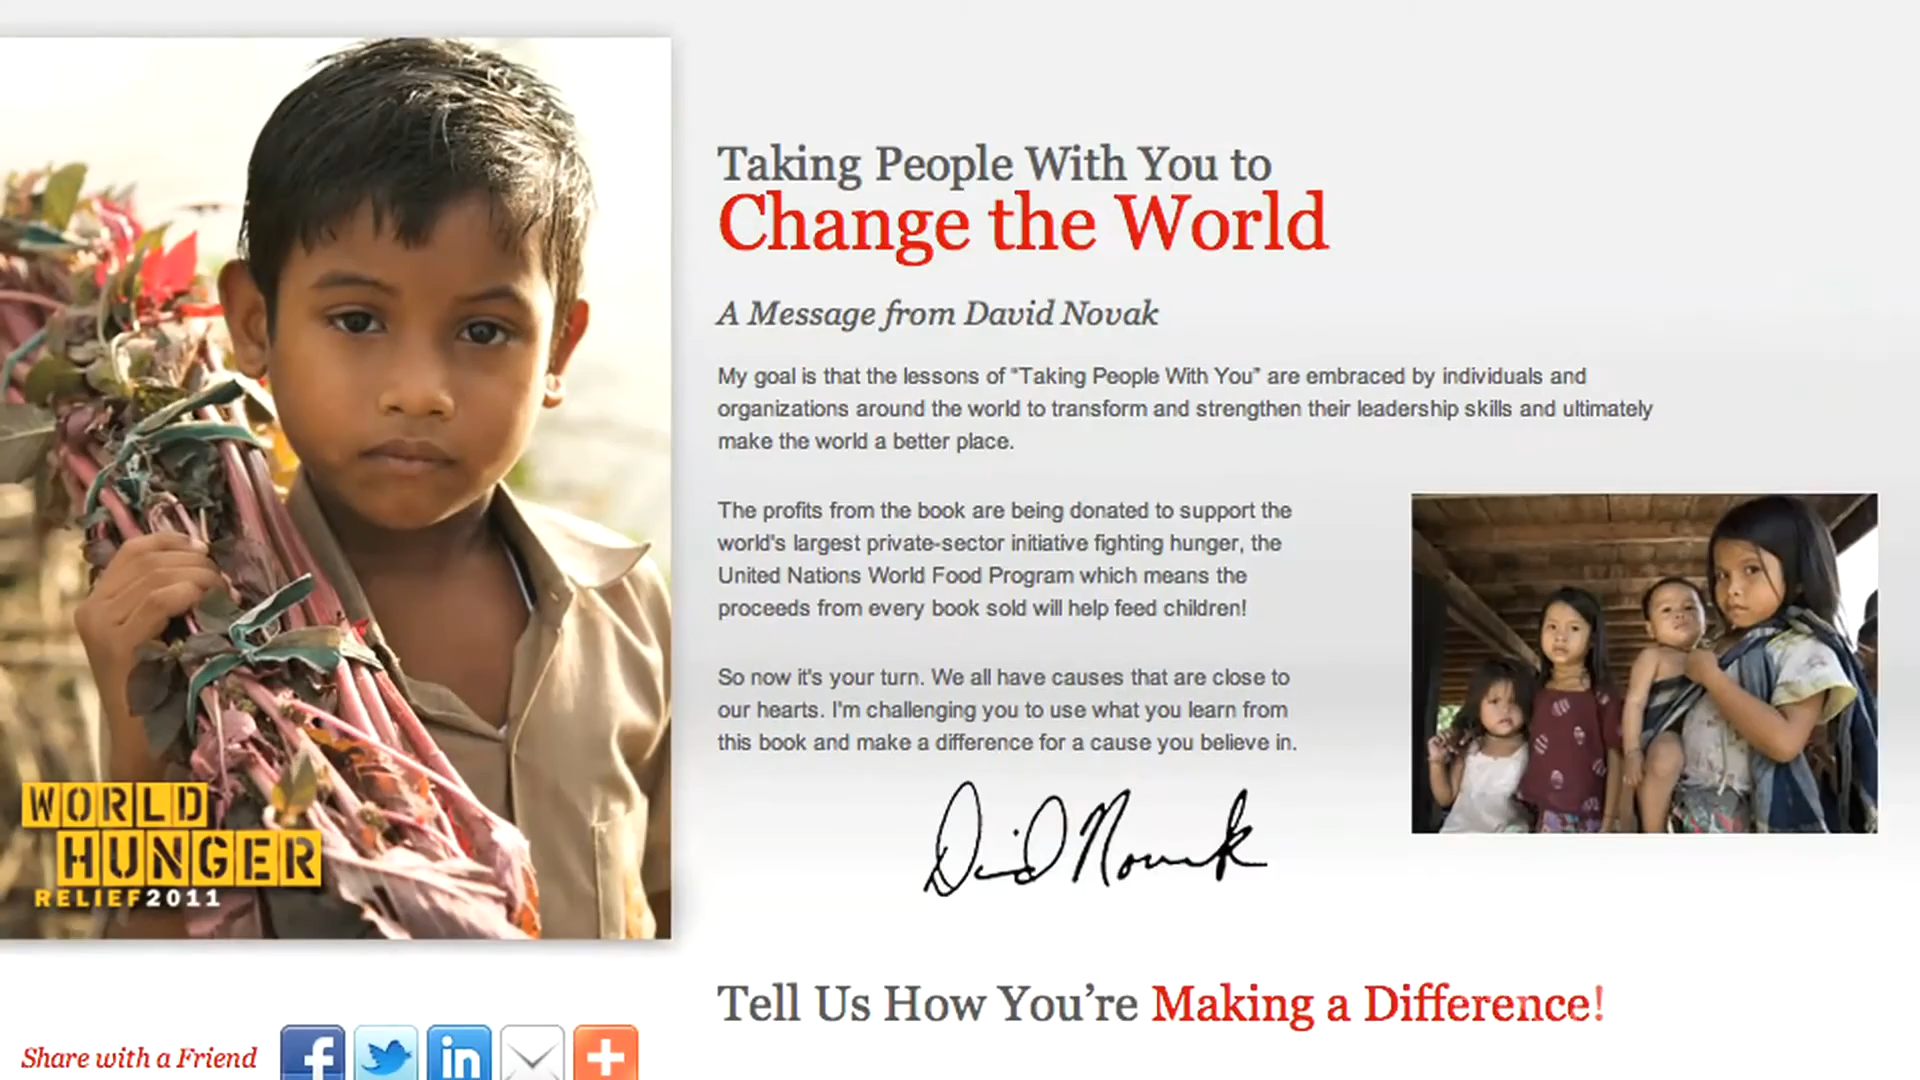 Taking People With You to
Change the World
A Message from David Novak
My goal is that the lessons of “Taking People With You” are embraced by individuals and
organizations around the world to transform and strengthen their leadership skills and ultimately
make the world a better place.
The profits from the book are being donated to support the
world's largest private-sector initiative fighting hunger, the
United Nations World Food Program which means the
proceeds from every book sold will help feed children!
So now it's your turn. We all have causes that are close to
our hearts. I'm challenging you to use what you learn from
this book and make a difference for a cause you believe in.
David Novak
WORLD
HUNGER
RELIEF2011
Tell Us How You’re Making a Difference!
Share with a Friend
f
in